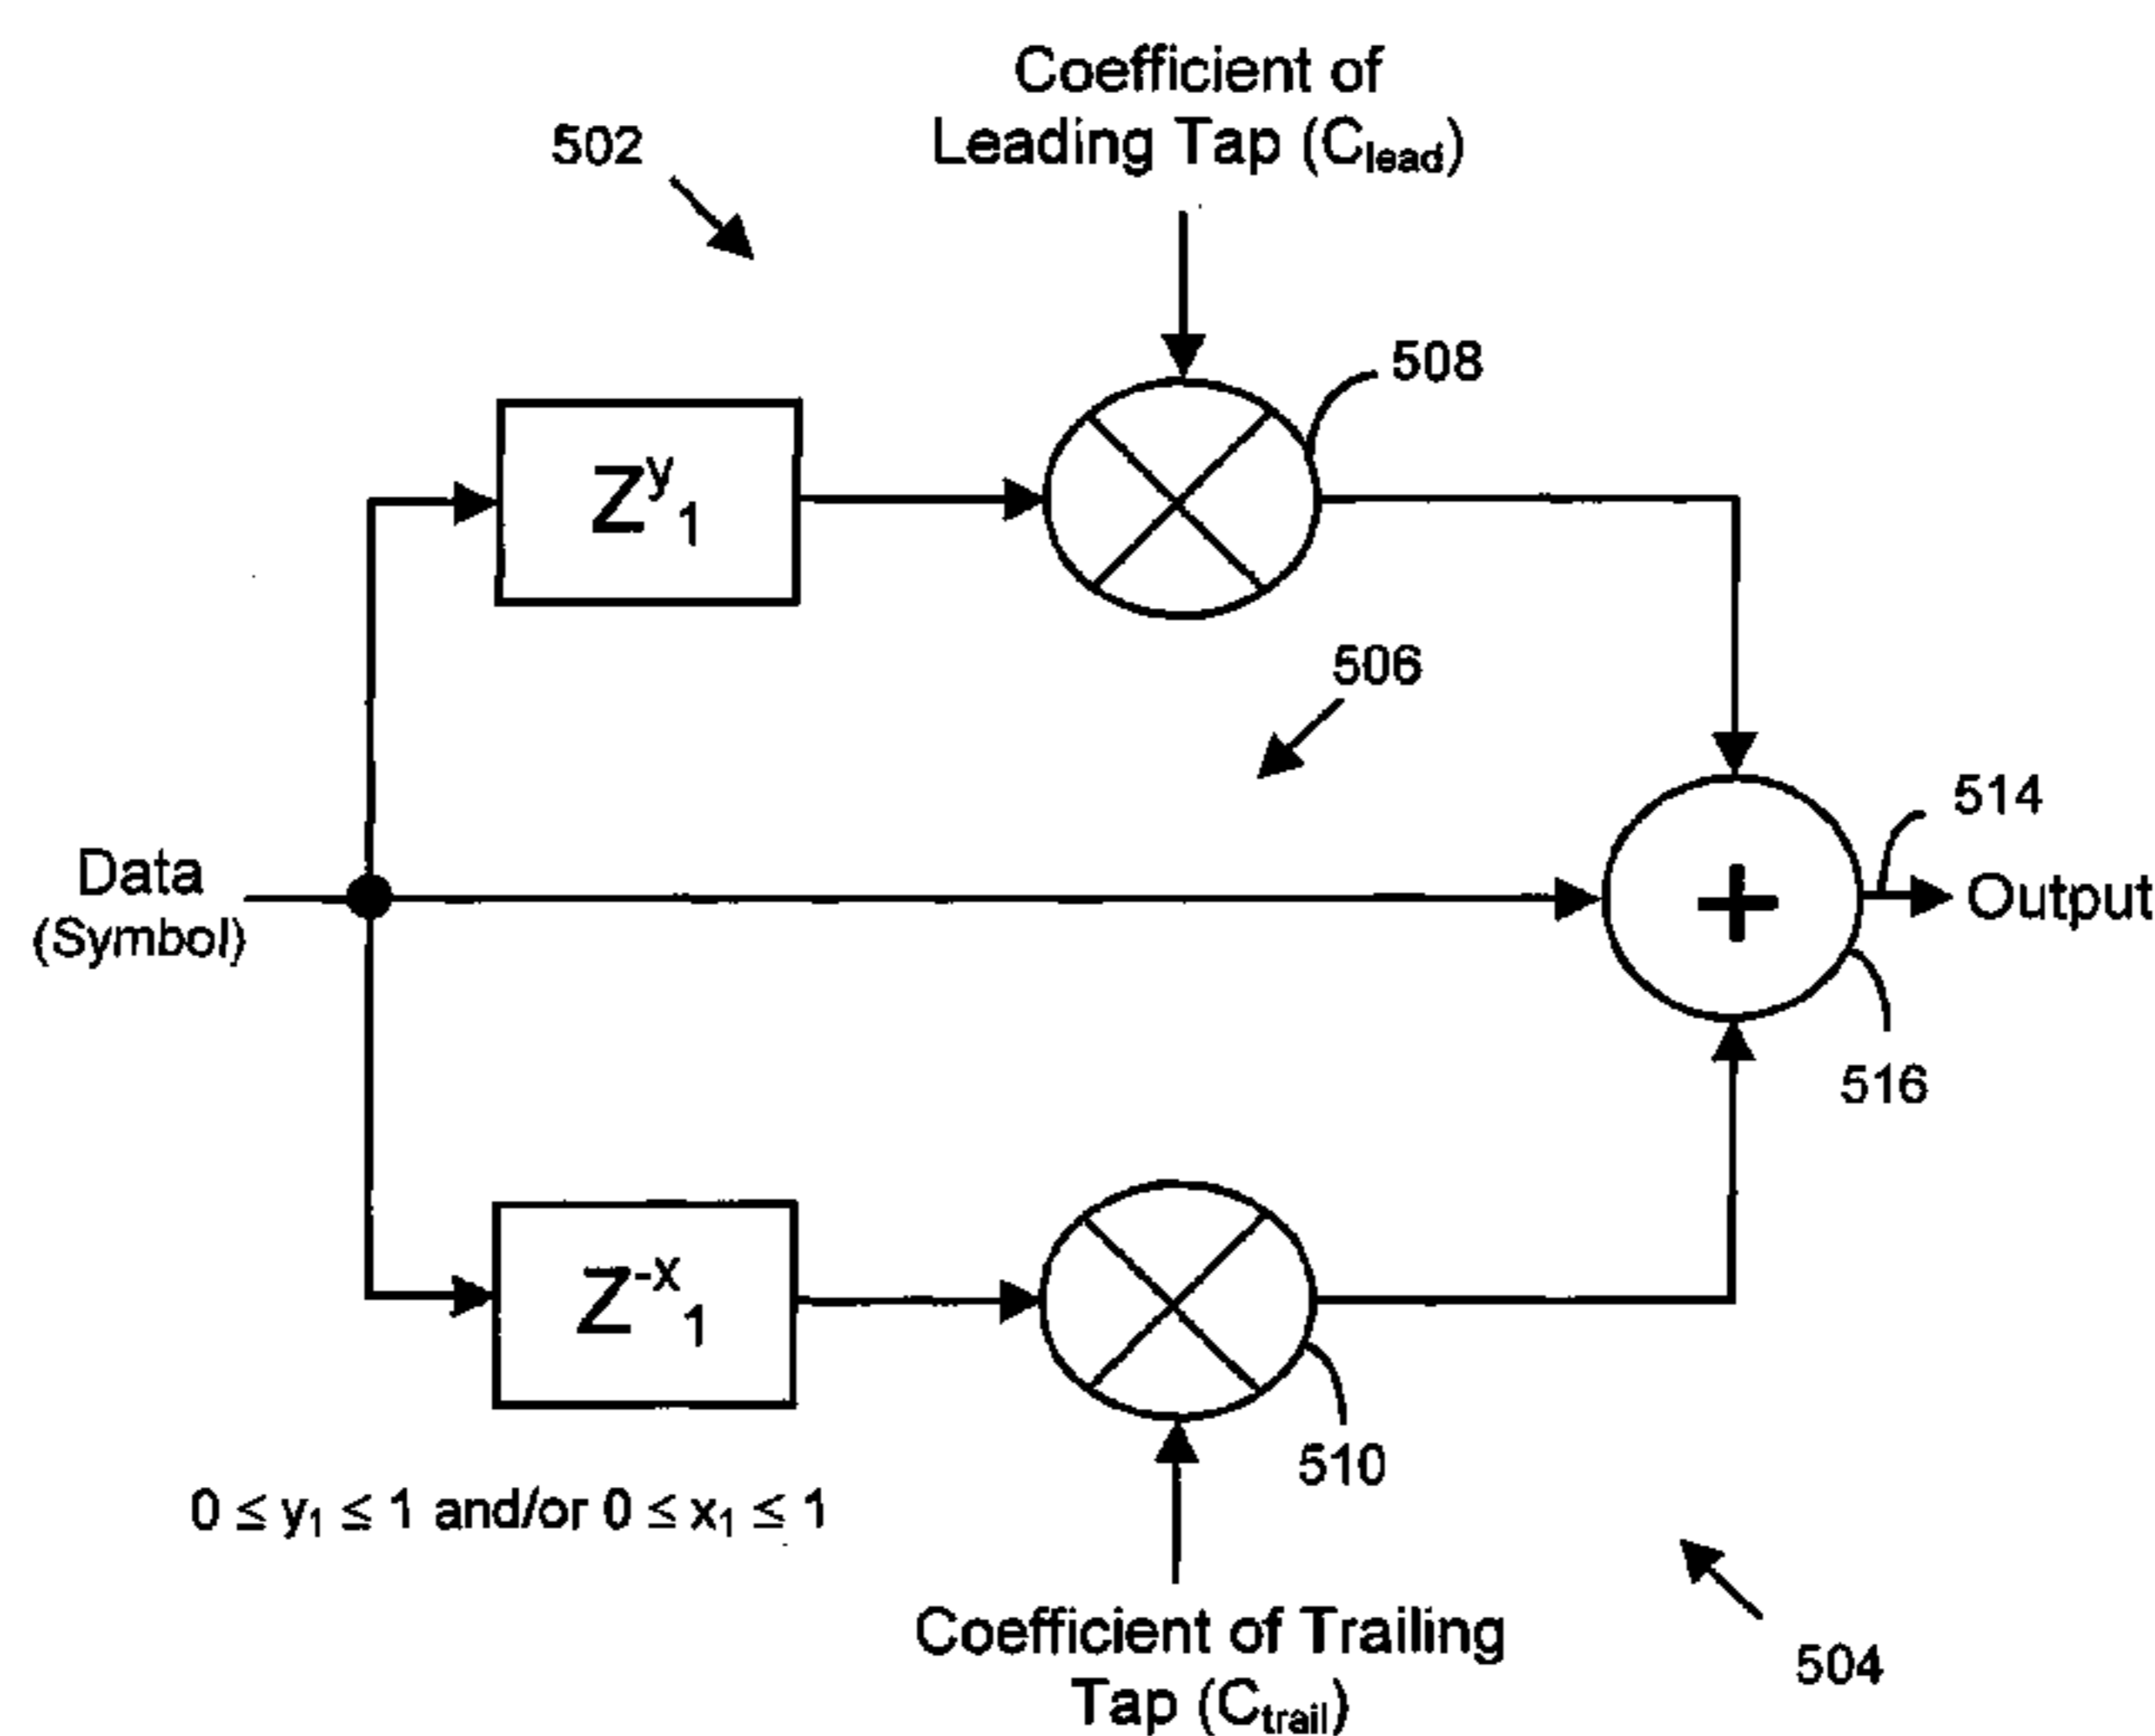 Coefficient of
Leading Tap (Clead)
502
508
Zy1
506
514
Data
(Symbol)
+
Output
516
Z-x1
510
0 ≤ y1 ≤ 1 and/or 0 ≤ x1 ≤ 1
Coefficient of Trailing
Tap (Ctrail)
504